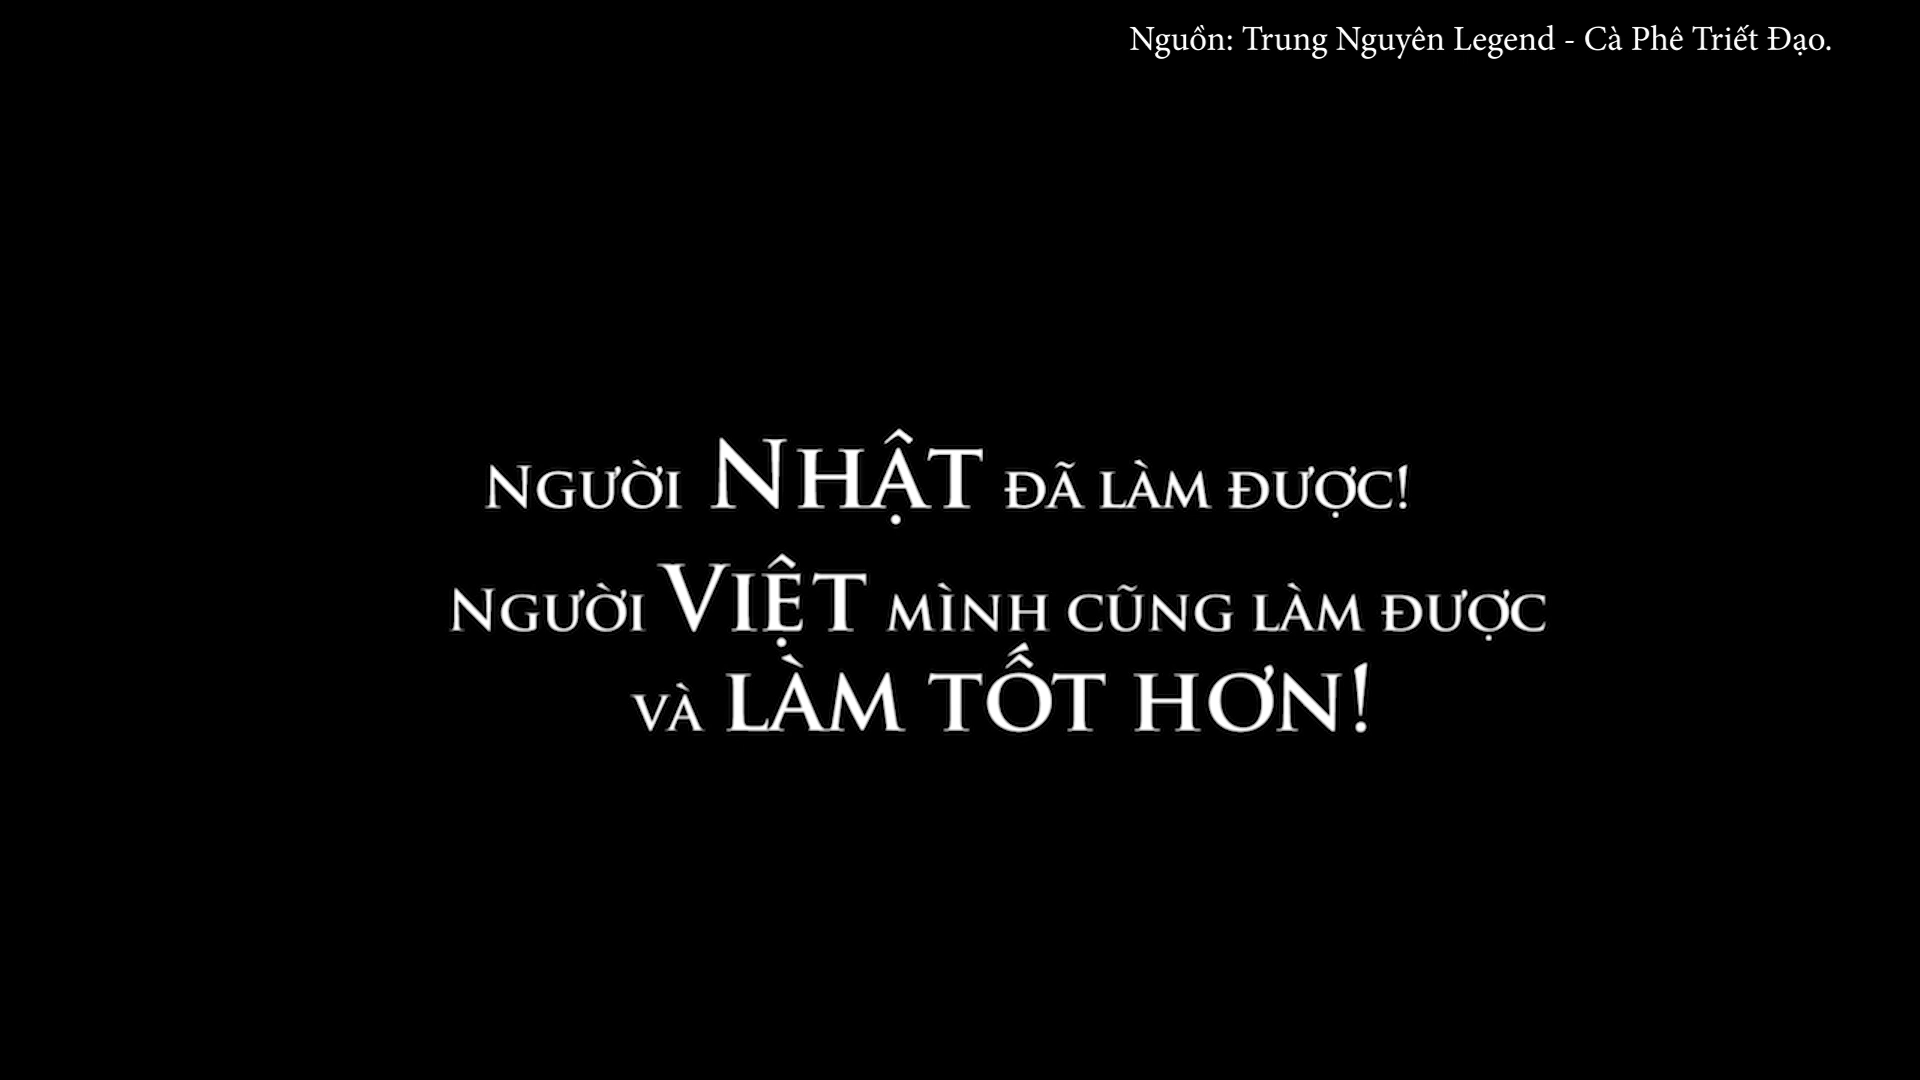 Nguồn: Trung Nguyên Legend - Cà Phê Triết Đạo.
NGƯỜI NHẬT ĐÃ LÀM ĐƯỢC!
NGƯỜI VIỆT MÌNH CŨNG LÀM ĐƯỢC
VÀ LÀM TỐT HƠN!